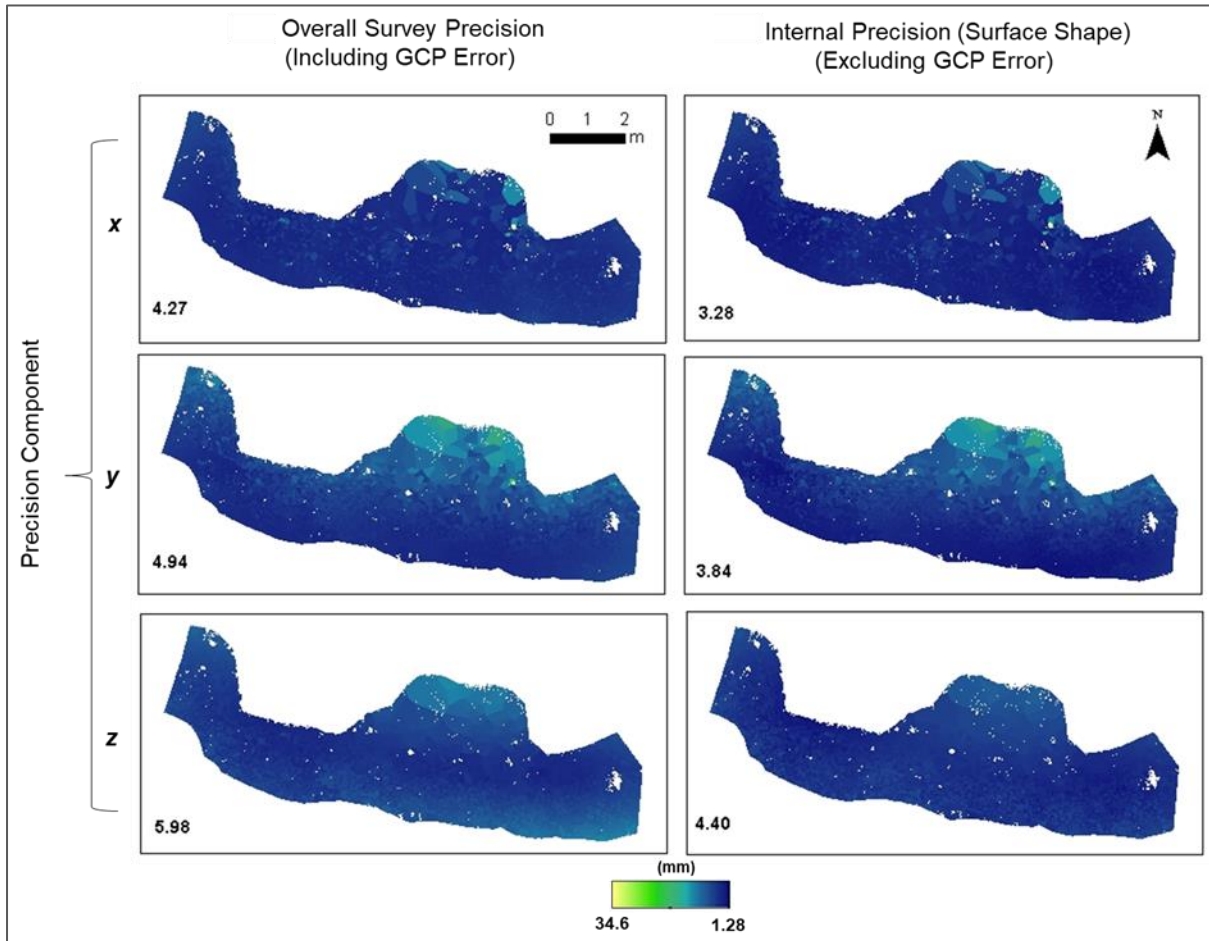 Overall Survey Precision
(Including GCP Error)
Internal Precision (Surface Shape)
(Excluding GCP Error)
0 1 2
m
N
Precision Component
x
4.27
3.28
y
4.94
3.84
z
5.98
4.40
(mm)
34.6 1.28